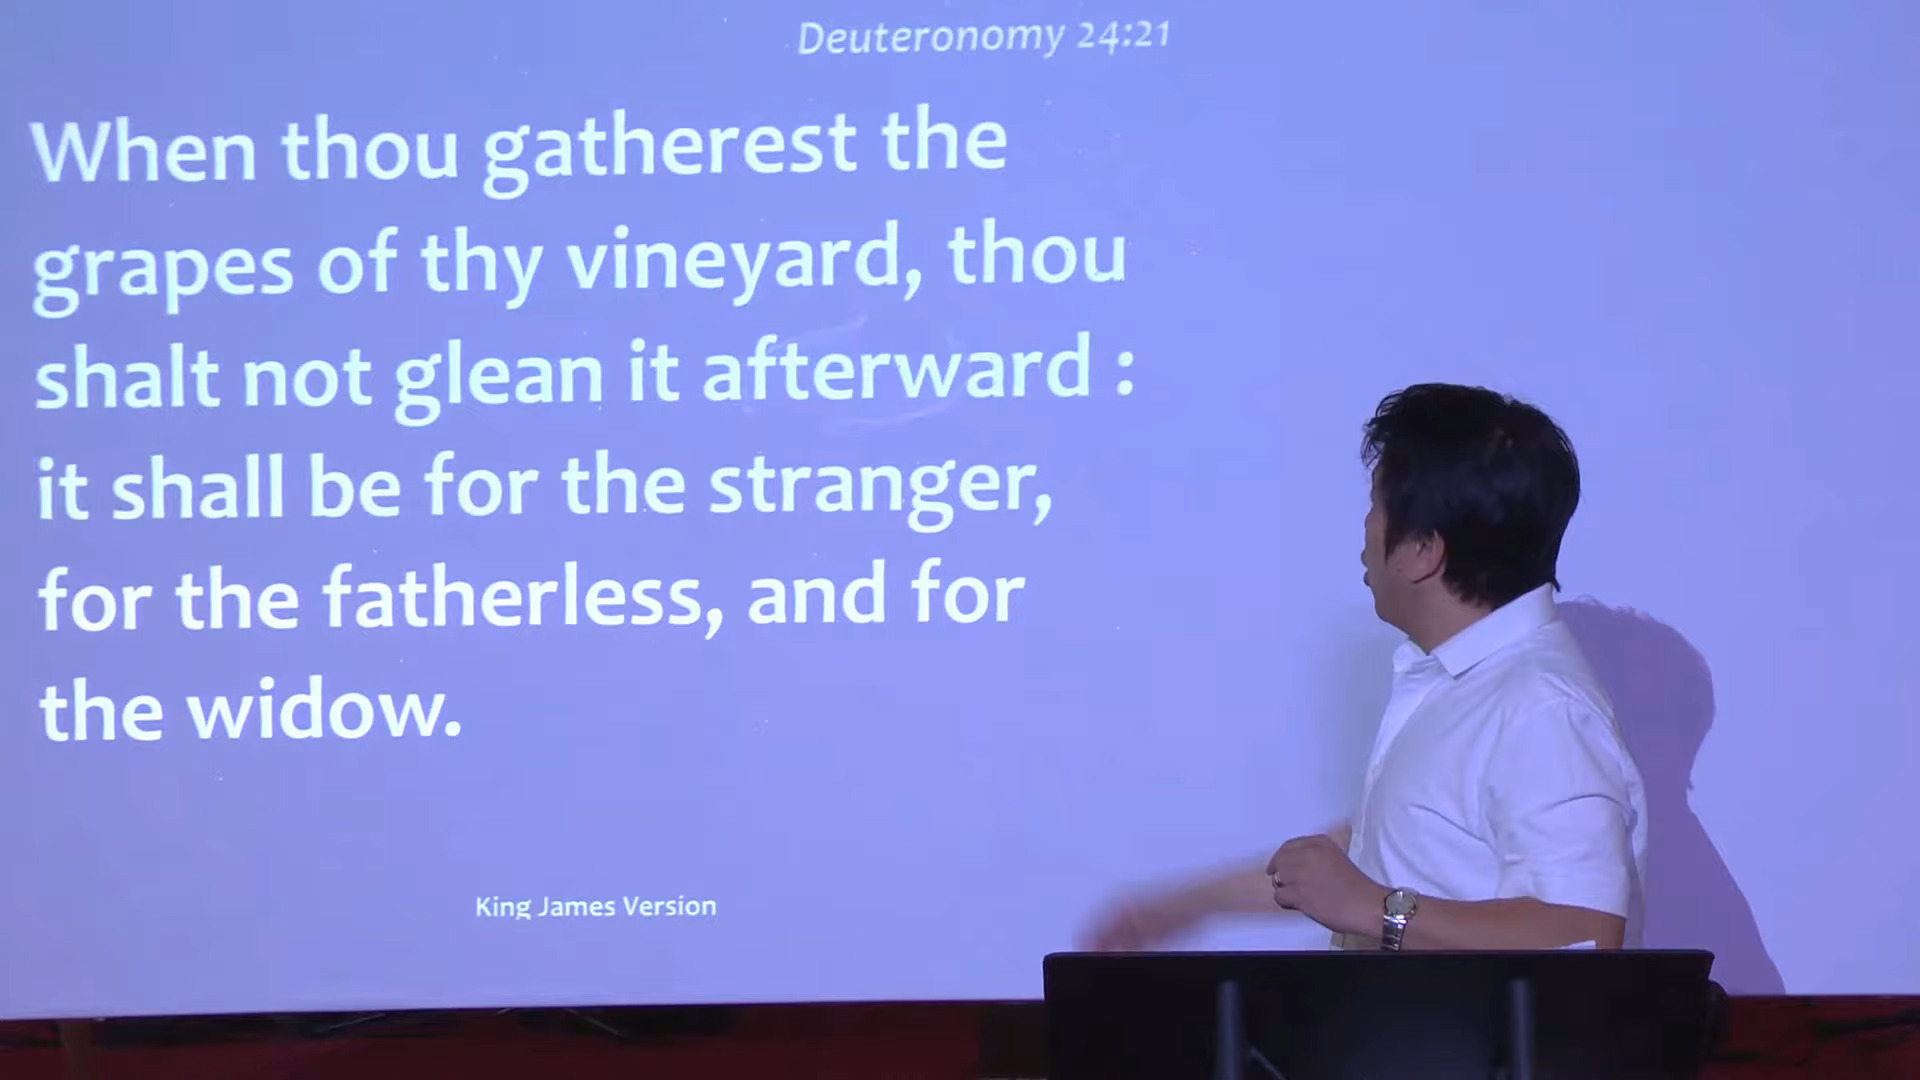 Deuteronomy 24:21
When thou gatherest the
grapes of thy vineyard, thou
shalt not glean it afterward :
it shall be for the stranger,
for the fatherless, and for
the widow.
King James Version